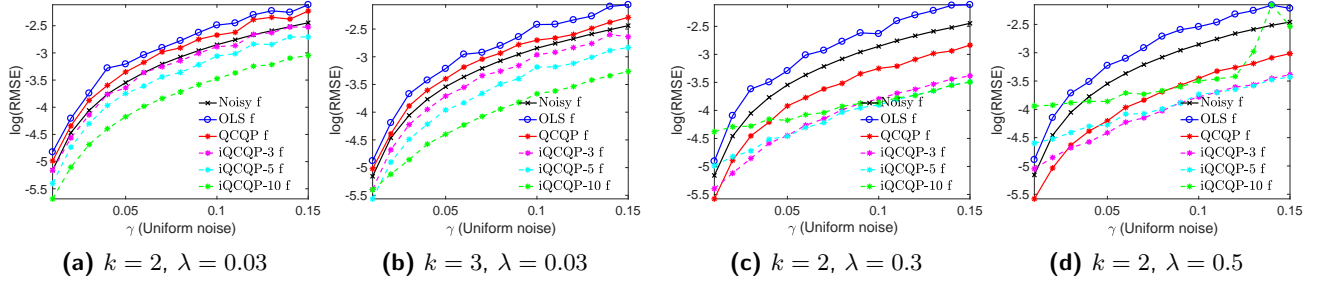 log(RMSE)
-2.5
-3
-3.5
-4
-4.5
-5
-5.5
0.05
0.1
0.15
γ (Uniform noise)
Noisy f
OLS f
QCQP f
iQCQP-3 f
iQCQP-5 f
iQCQP-10 f
(a) k = 2, λ = 0.03
log(RMSE)
-2.5
-3
-3.5
-4
-4.5
-5
-5.5
0.05
0.1
0.15
γ (Uniform noise)
Noisy f
OLS f
QCQP f
iQCQP-3 f
iQCQP-5 f
iQCQP-10 f
(b) k = 3, λ = 0.03
log(RMSE)
-2.5
-3
-3.5
-4
-4.5
-5
-5.5
0.05
0.1
0.15
γ (Uniform noise)
Noisy f
OLS f
QCQP f
iQCQP-3 f
iQCQP-5 f
iQCQP-10 f
(c) k = 2, λ = 0.3
log(RMSE)
-2.5
-3
-3.5
-4
-4.5
-5
-5.5
0.05
0.1
0.15
γ (Uniform noise)
Noisy f
OLS f
QCQP f
iQCQP-3 f
iQCQP-5 f
iQCQP-10 f
(d) k = 2, λ = 0.5